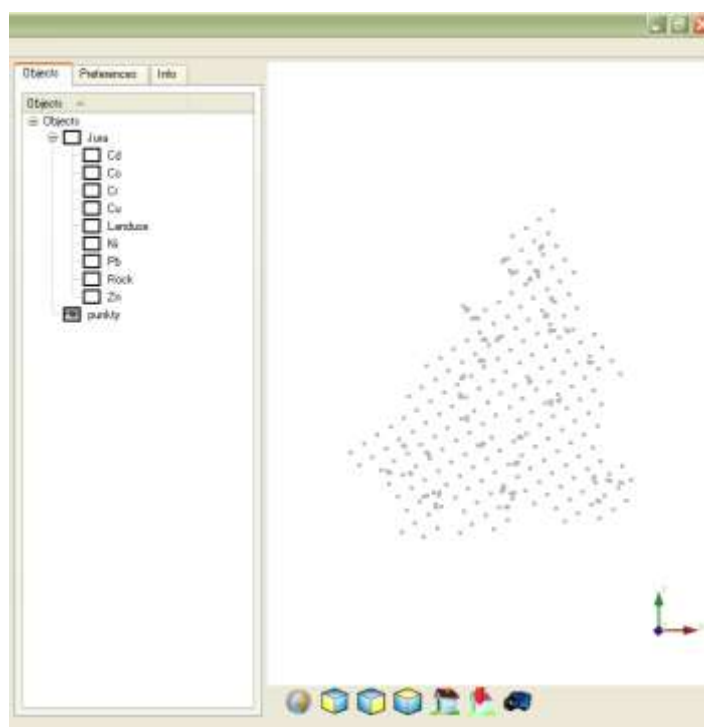 Objects Preferences Info
Objects
Objects
Jura
Cd
Co
Cr
Cu
Landuse
Ni
Pb
Rock
Zn
punkty